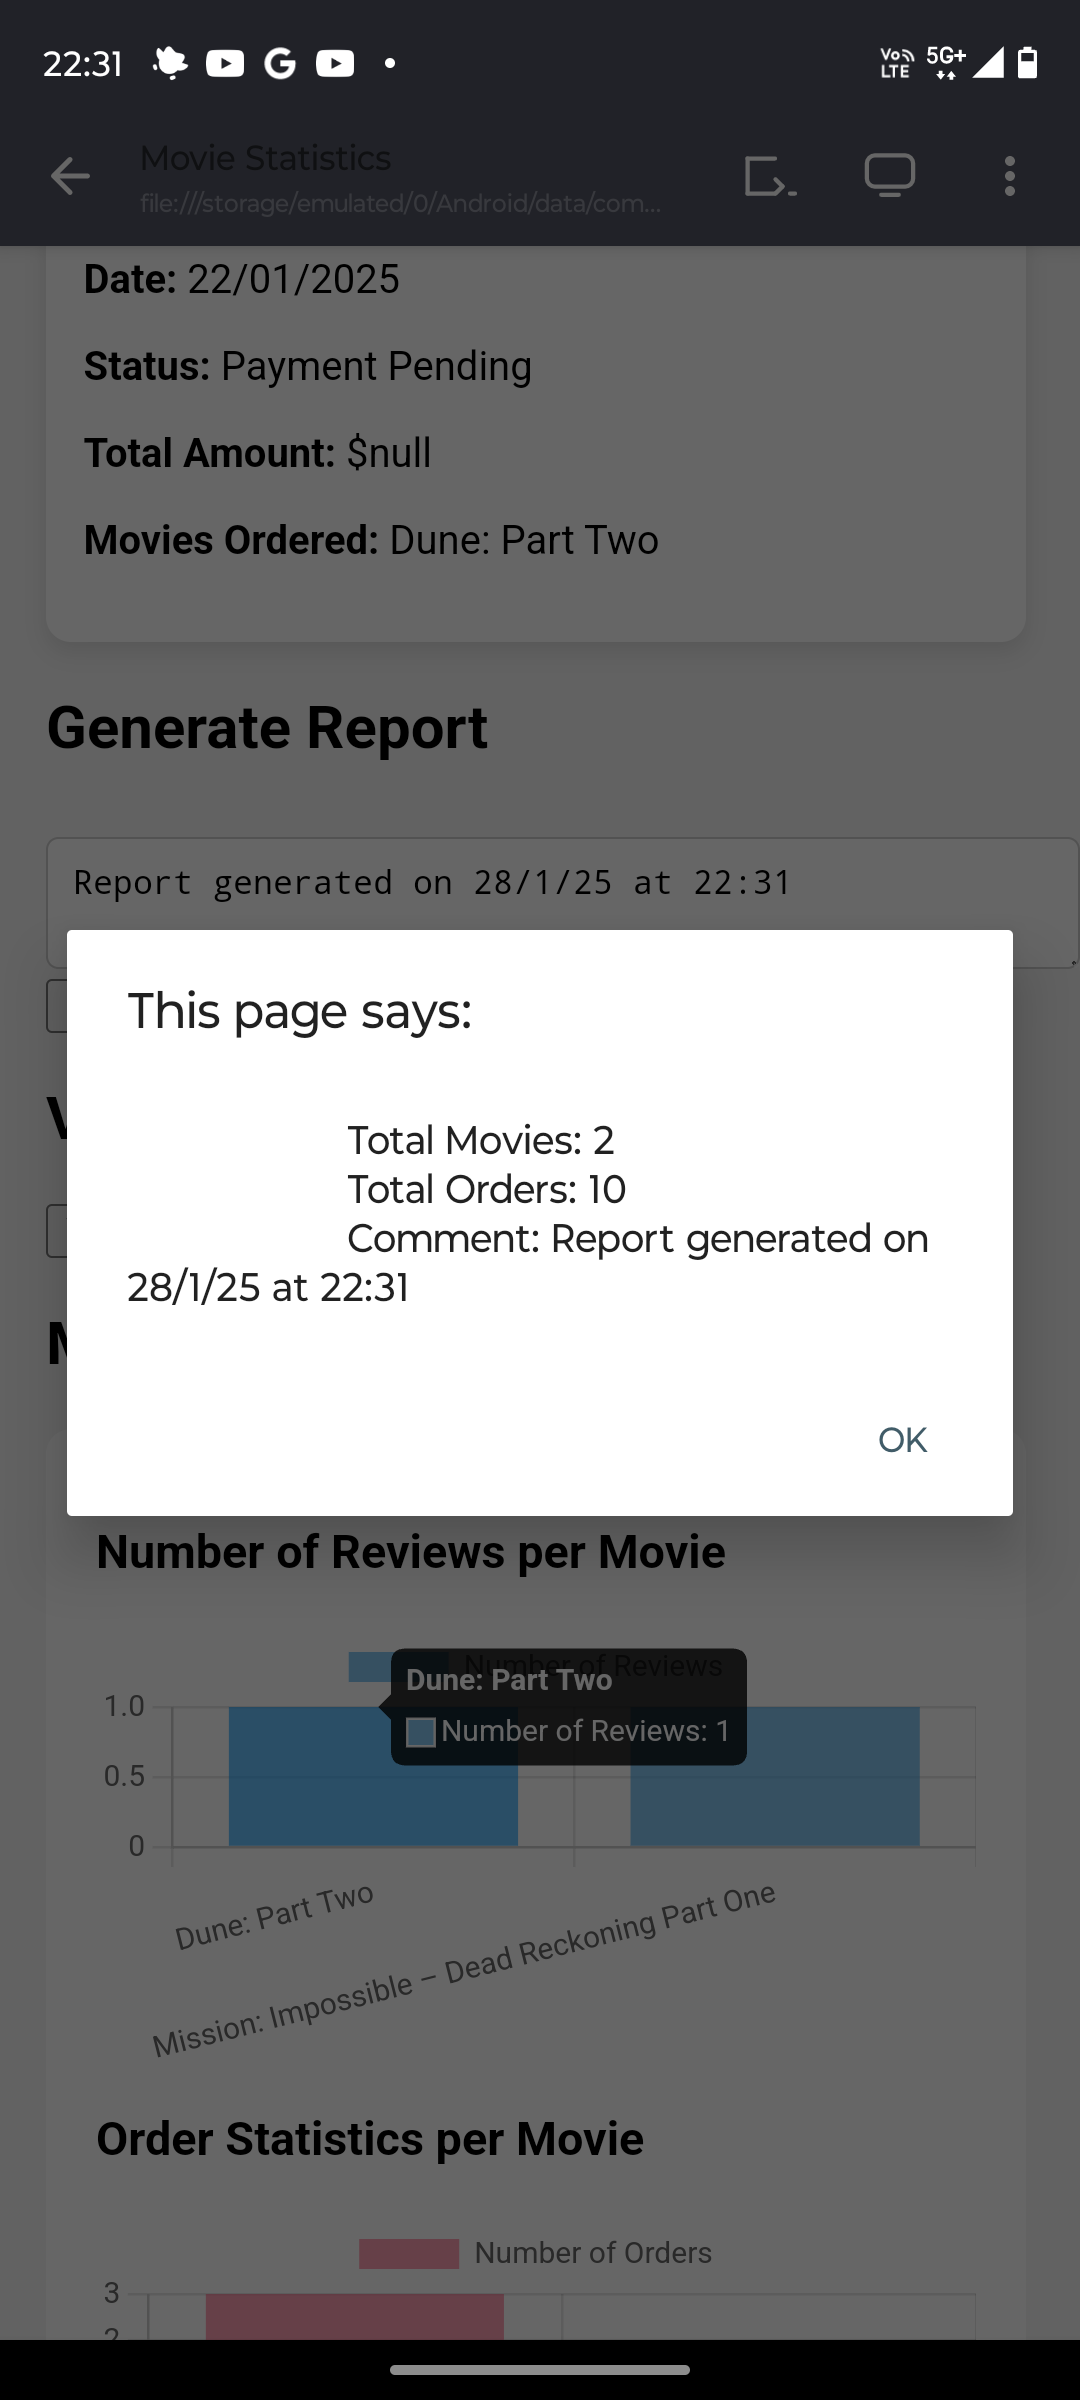 22:31
Vo
LTE
5G+
Movie Statistics
file:///storage/emulated/0/Android/data/com...
Date: 22/01/2025
Status: Payment Pending
Total Amount: $null
Movies Ordered: Dune: Part Two
Generate Report
Report generated on 28/1/25 at 22:31
This page says:
Total Movies: 2
Total Orders: 10
Comment: Report generated on
28/1/25 at 22:31
OK
Number of Reviews per Movie
Number of Reviews
Dune: Part Two
Number of Reviews: 1
1.0
0.5
0
Dune: Part Two
Mission: Impossible – Dead Reckoning Part One
Order Statistics per Movie
Number of Orders
3
2